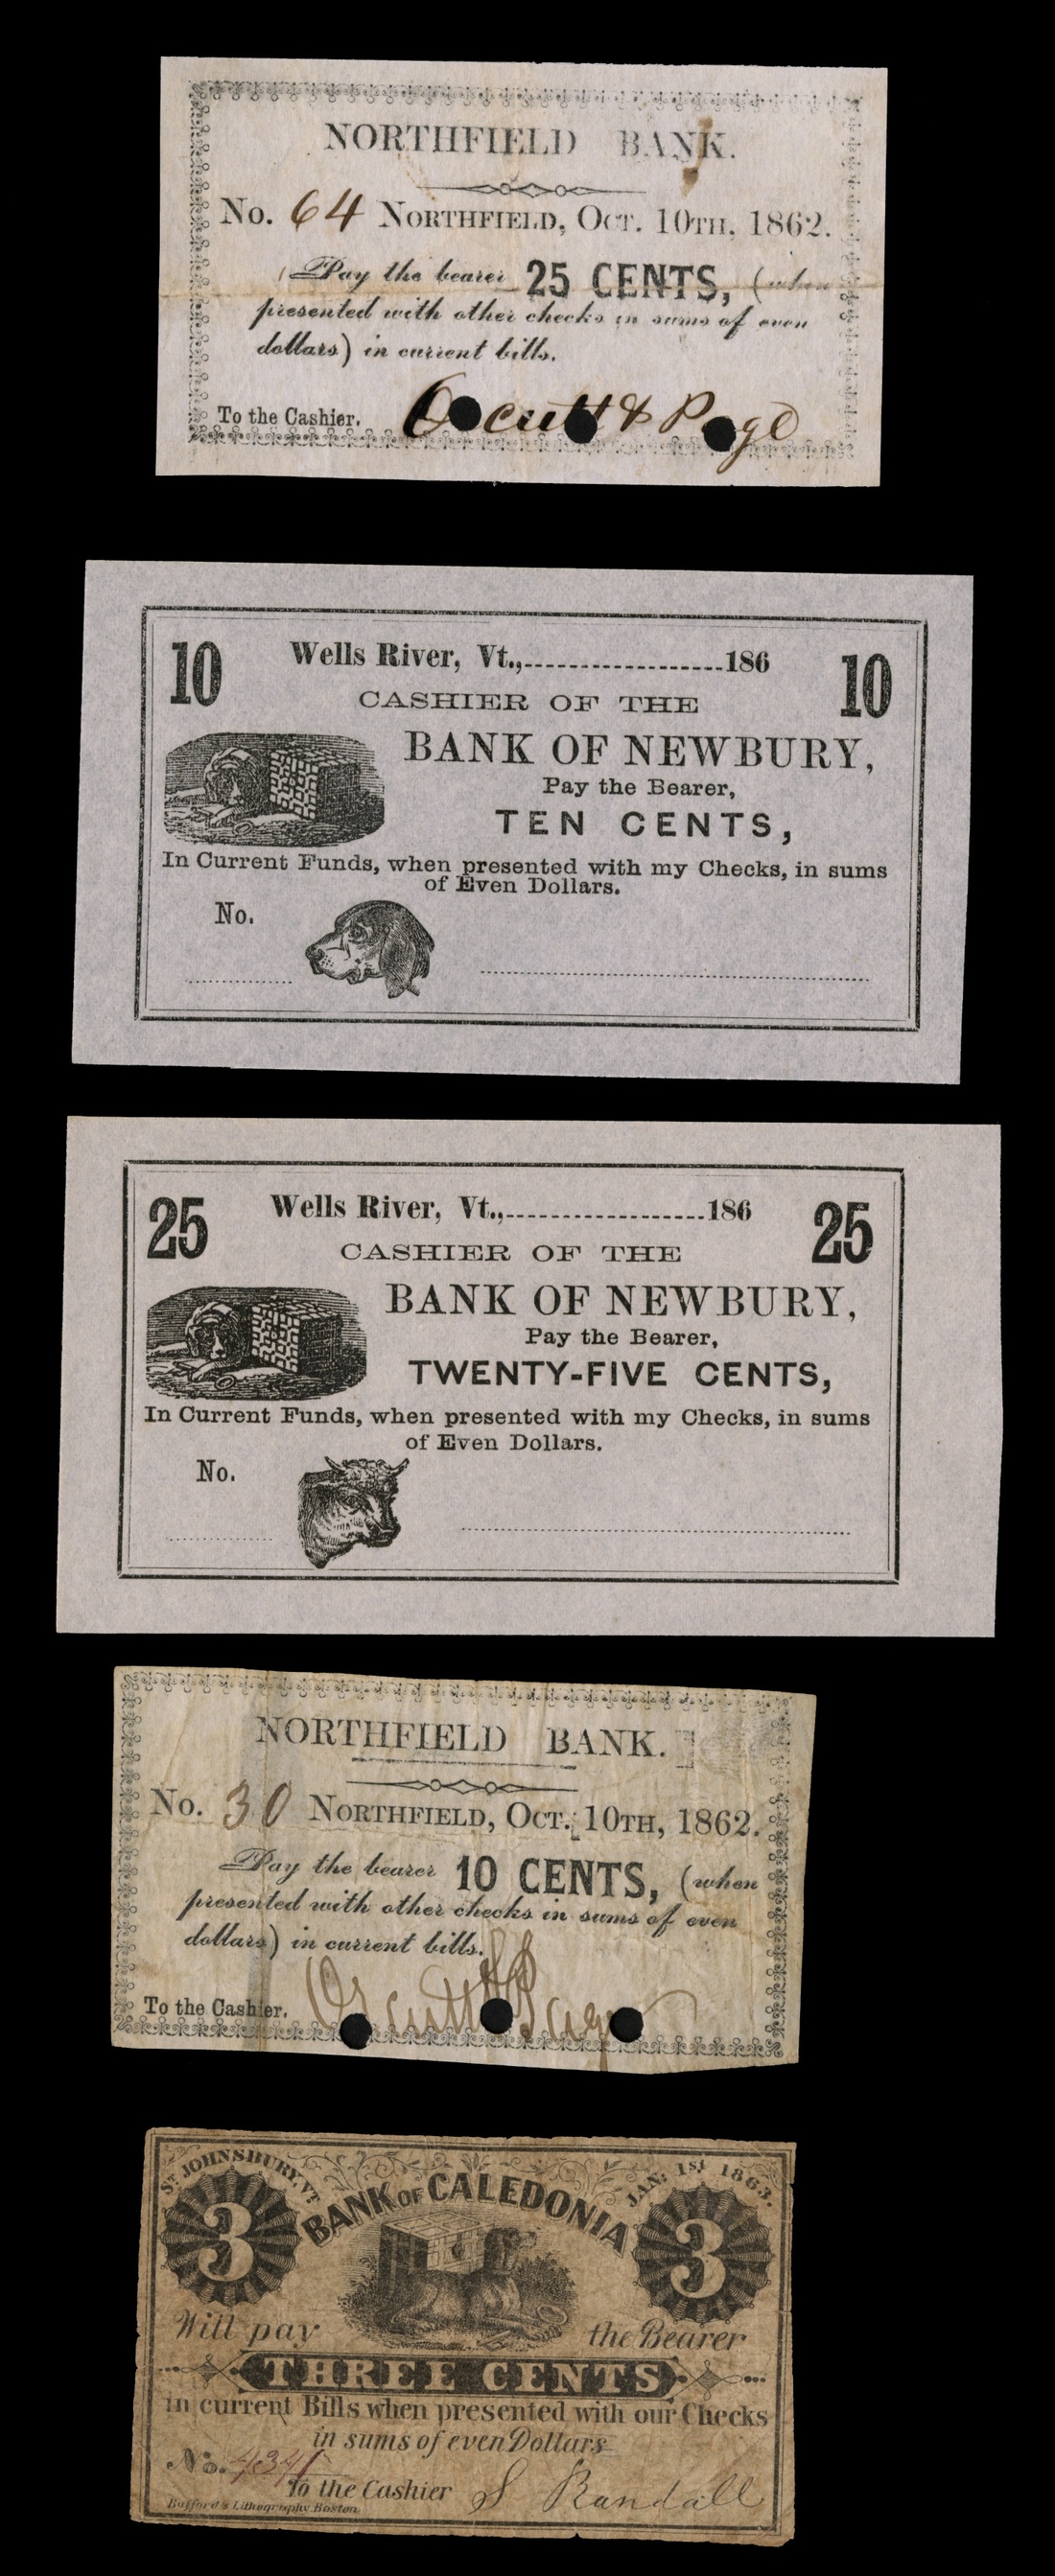 NORTHFIELD BANK.
No. 64 NORTHFIELD, OCT. 10TH, 1862.
Pay the bearer 25 CENTS, (when
presented with other checks in sums of even
dollars) in current bills.
To the Cashier. Orcutt & Page
10 Wells River, Vt., 186 10
CASHIER OF THE
BANK OF NEWBURY,
Pay the Bearer,
TEN CENTS,
In Current Funds, when presented with my Checks, in sums
of Even Dollars.
No.
25 Wells River, Vt., 186 25
CASHIER OF THE
BANK OF NEWBURY,
Pay the Bearer,
TWENTY-FIVE CENTS,
In Current Funds, when presented with my Checks, in sums
of Even Dollars.
No.
NORTHFIELD BANK.
No. 30 NORTHFIELD, OCT. 10TH, 1862.
Pay the bearer 10 CENTS, (when
presented with other checks in sums of even
dollars) in current bills.
To the Cashier. Orcutt & Page
ST. JOHNSBURY, VT. JAN: 1st 1863.
BANK OF CALEDONIA
3 3
Will pay the Bearer
THREE CENTS
in current Bills when presented with our Checks
in sums of even Dollars
No.
To the Cashier S Randall
Bufford's Lithography Boston